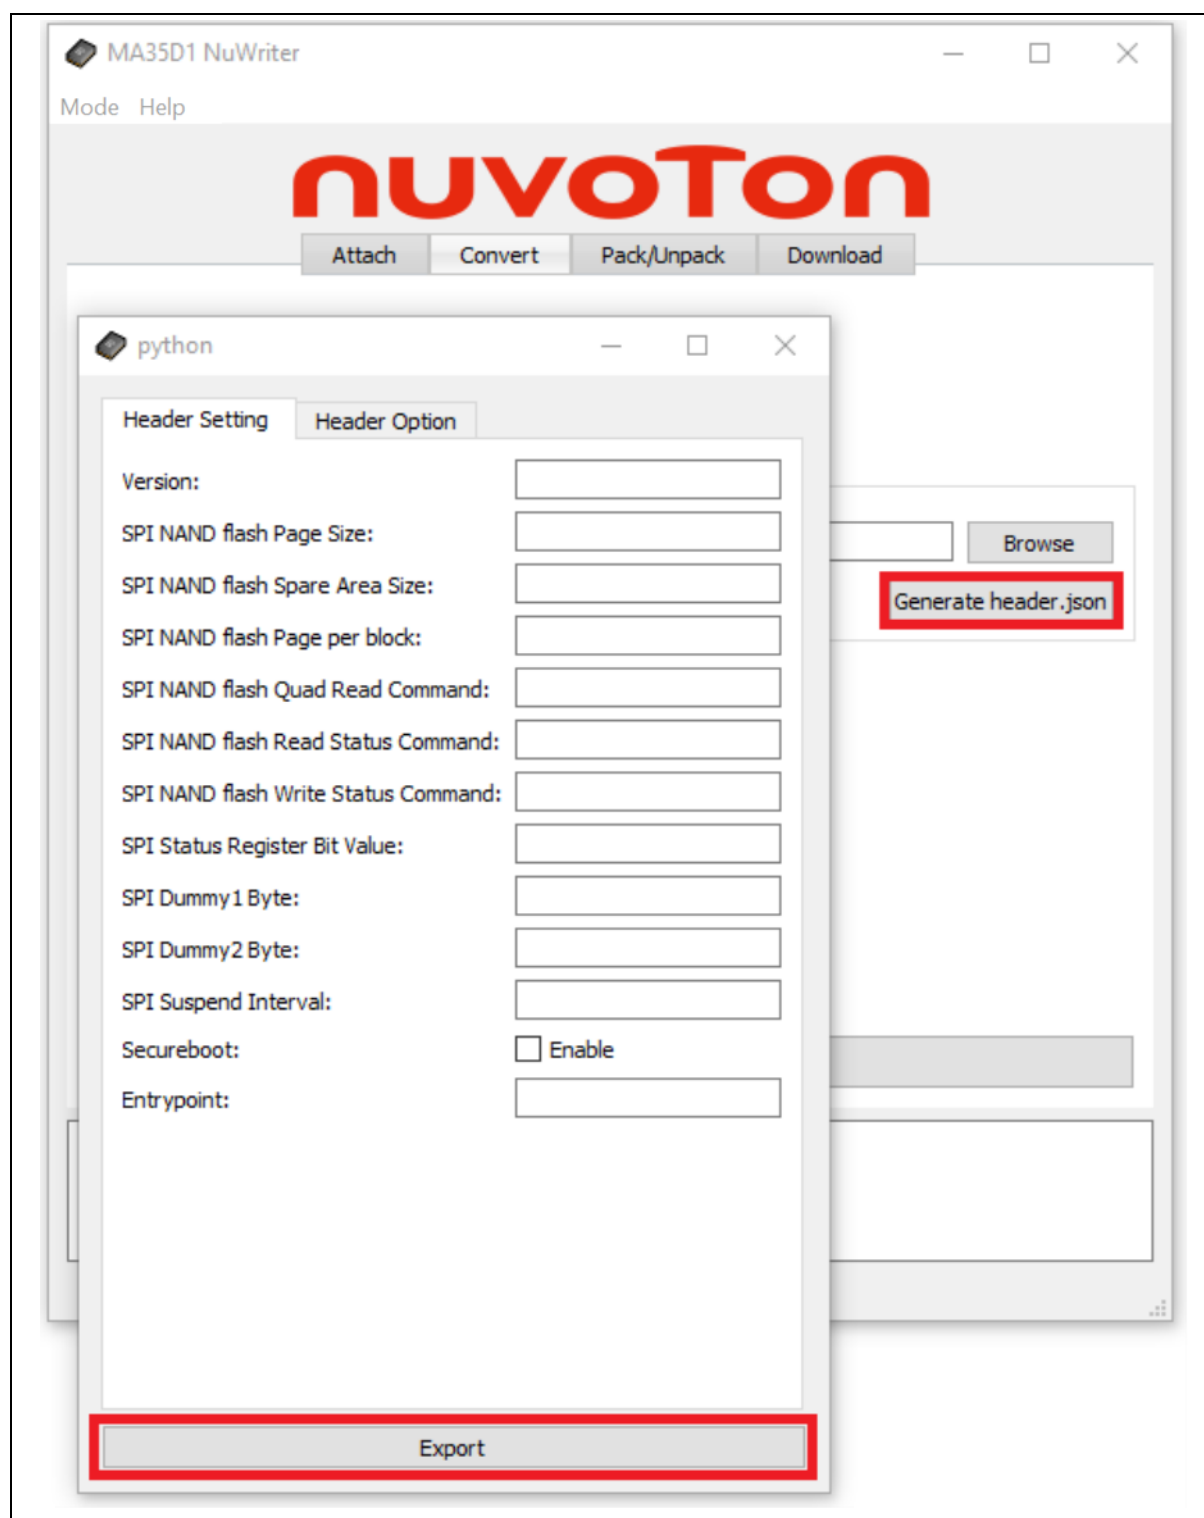 MA35D1 NuWriter
Mode Help
nuvoTon
Attach Convert Pack/Unpack Download
python
Header Setting Header Option
Version:
SPI NAND flash Page Size:
Browse
SPI NAND flash Spare Area Size:
Generate header.json
SPI NAND flash Page per block:
SPI NAND flash Quad Read Command:
SPI NAND flash Read Status Command:
SPI NAND flash Write Status Command:
SPI Status Register Bit Value:
SPI Dummy1 Byte:
SPI Dummy2 Byte:
SPI Suspend Interval:
Secureboot: Enable
Entrypoint:
Export